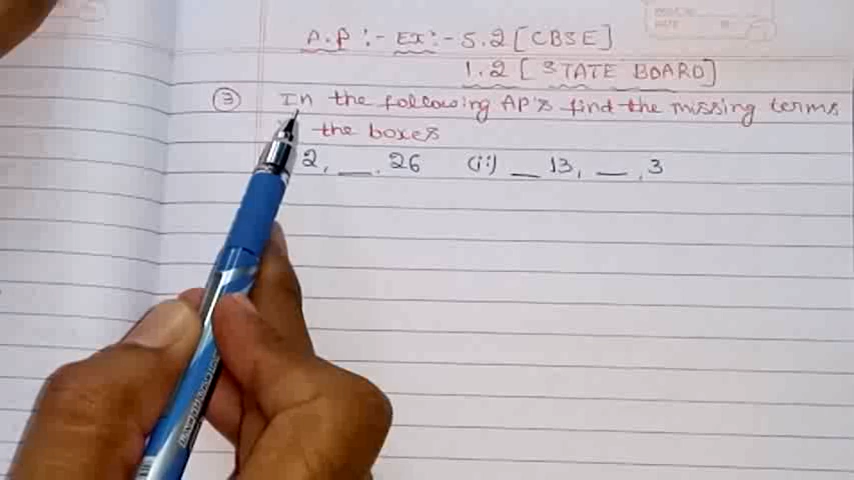 A.P :- Ex:- 5.2 [CBSE]
1.2 [STATE BOARD]
③ In the following AP's find the missing terms
the boxes
2, __. 26 (ii) __ 13, __ ,3